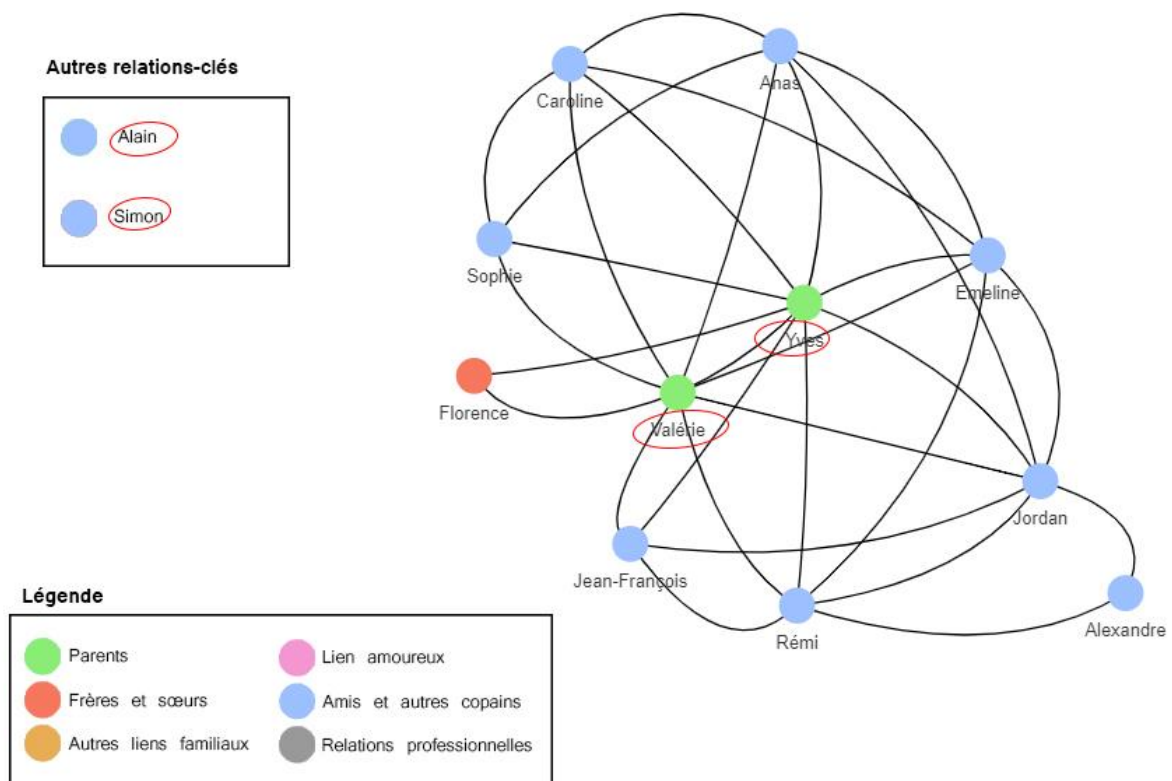 Autres relations-clés
Alain
Simon
Caroline
Anas
Sophie
Emeline
Yves
Florence
Valérie
Jordan
Jean-François
Rémi
Alexandre
Légende
Parents
Lien amoureux
Frères et sœurs
Amis et autres copains
Autres liens familiaux
Relations professionnelles